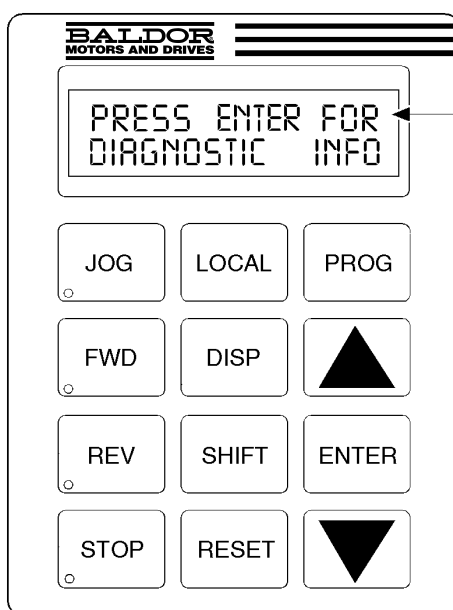 BALDOR
MOTORS AND DRIVES
PRESS ENTER FOR
DIAGNOSTIC INFO
JOG LOCAL PROG
FWD DISP
REV SHIFT ENTER
STOP RESET